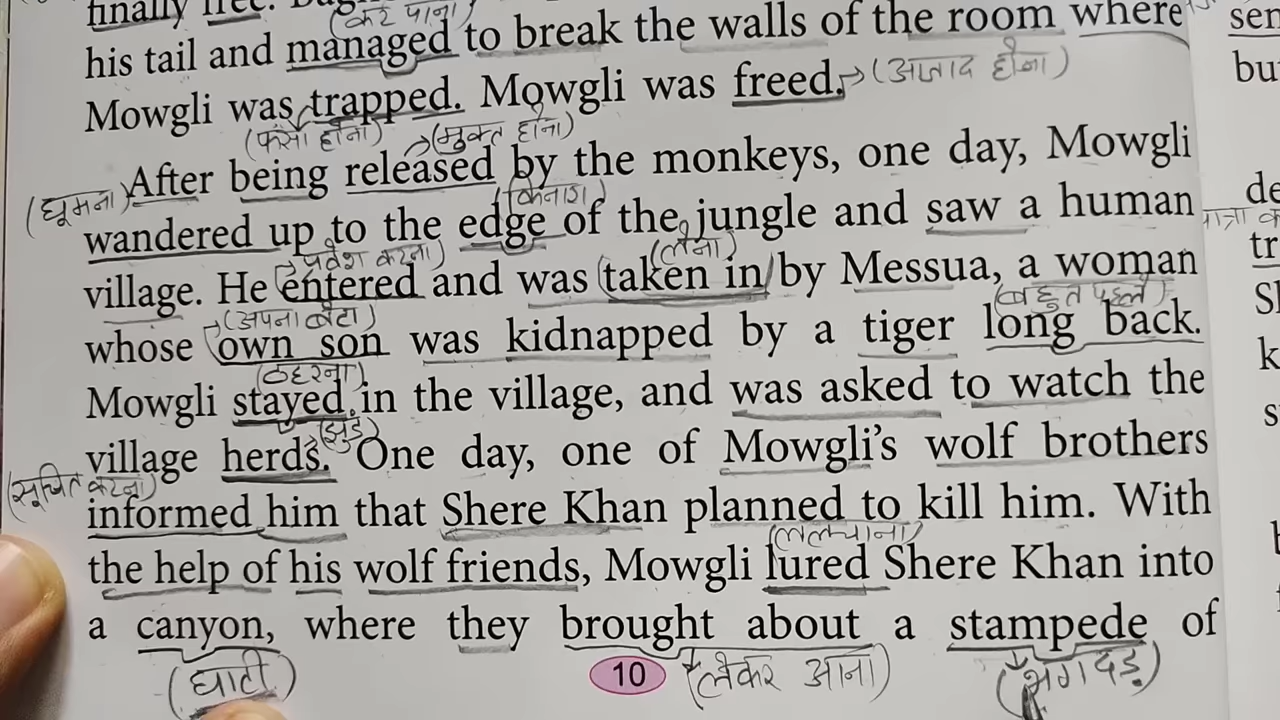 finally free.
(कर पाना)
his tail and managed to break the walls of the room where
Mowgli was trapped. Mowgli was freed. (आजाद होना)
(फंसा होना) (मुक्त होना)
After being released by the monkeys, one day, Mowgli
(घूमना) (किनारा)
wandered up to the edge of the jungle and saw a human
(प्रवेश करना) (लेना)
village. He entered and was taken in by Messua, a woman
(अपना बेटा) (बहुत पहले)
whose own son was kidnapped by a tiger long back.
(ठहरना)
Mowgli stayed in the village, and was asked to watch the
(झुंड)
village herds. One day, one of Mowgli's wolf brothers
(सूचित करना)
informed him that Shere Khan planned to kill him. With
(ललचाना)
the help of his wolf friends, Mowgli lured Shere Khan into
a canyon, where they brought about a stampede of
(घाटी) 10 (लेकर आना) (भगदड़)
sen
bu
de
tr
k
s